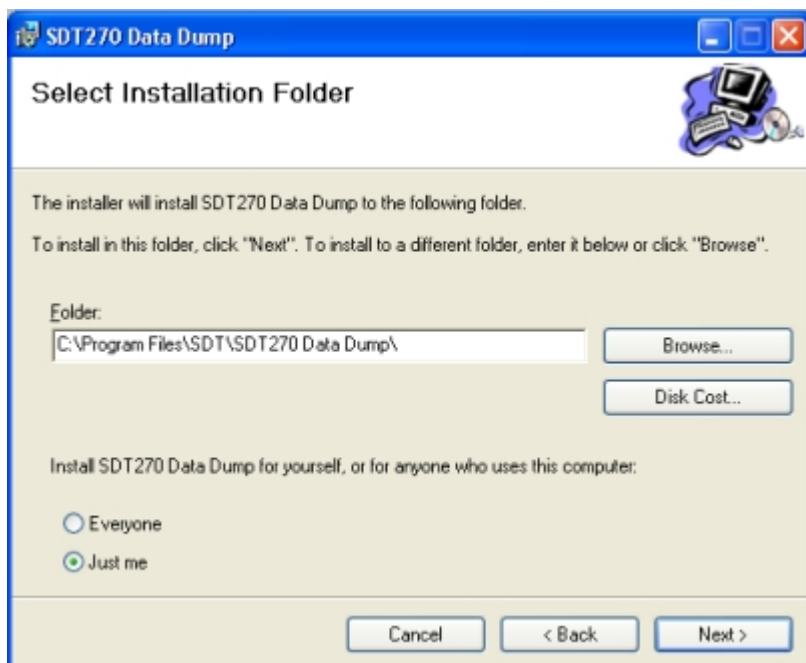 SDT270 Data Dump
Select Installation Folder
The installer will install SDT270 Data Dump to the following folder.
To install in this folder, click "Next". To install to a different folder, enter it below or click "Browse".
Folder:
C:\Program Files\SDT\SDT270 Data Dump\
Browse...
Disk Cost...
Install SDT270 Data Dump for yourself, or for anyone who uses this computer:
Everyone
Just me
Cancel
< Back
Next >